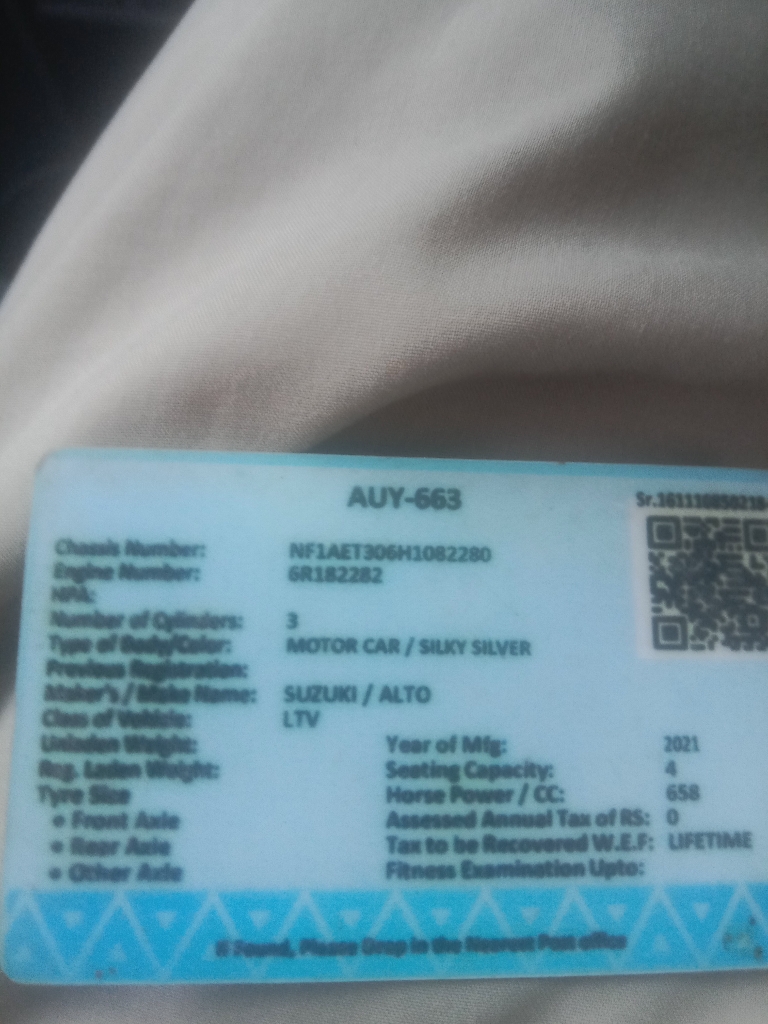 AUY-663
Chassis Number: NF1AET306H1082280
Engine Number: 6R182282
HPA:
Number of Cylinders: 3
Type of Body/Color: MOTOR CAR / SILKY SILVER
Previous Registration:
Maker's / Make Name: SUZUKI / ALTO
Class of Vehicle: LTV
Unladen Weight:
Reg. Laden Weight:
Tyre Size
• Front Axle
• Rear Axle
• Other Axle
Year of Mfg: 2021
Seating Capacity: 4
Horse Power / CC: 658
Assessed Annual Tax of RS: 0
Tax to be Recovered W.E.F: LIFETIME
Fitness Examination Upto:
If Found, Please Drop in the Nearest Post office